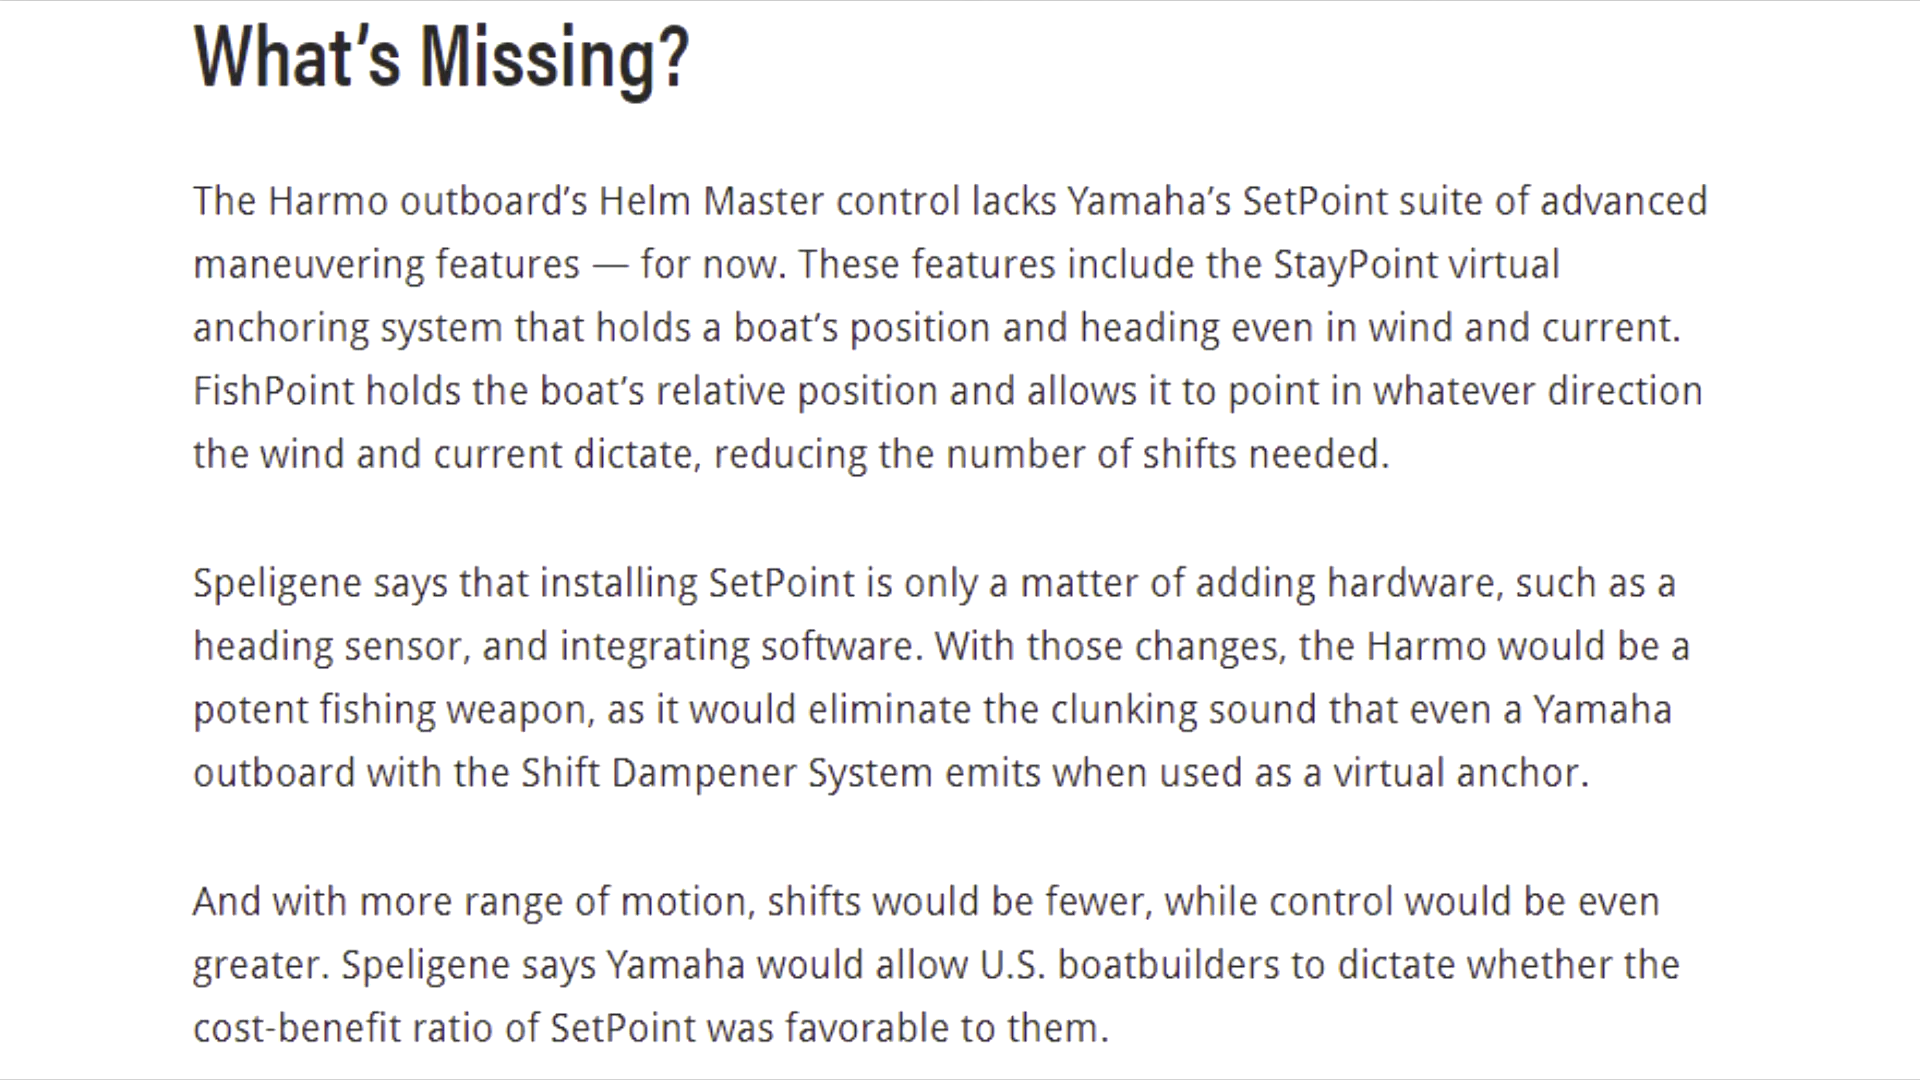 What’s Missing?
The Harmo outboard’s Helm Master control lacks Yamaha’s SetPoint suite of advanced
maneuvering features — for now. These features include the StayPoint virtual
anchoring system that holds a boat’s position and heading even in wind and current.
FishPoint holds the boat’s relative position and allows it to point in whatever direction
the wind and current dictate, reducing the number of shifts needed.
Speligene says that installing SetPoint is only a matter of adding hardware, such as a
heading sensor, and integrating software. With those changes, the Harmo would be a
potent fishing weapon, as it would eliminate the clunking sound that even a Yamaha
outboard with the Shift Dampener System emits when used as a virtual anchor.
And with more range of motion, shifts would be fewer, while control would be even
greater. Speligene says Yamaha would allow U.S. boatbuilders to dictate whether the
cost-benefit ratio of SetPoint was favorable to them.